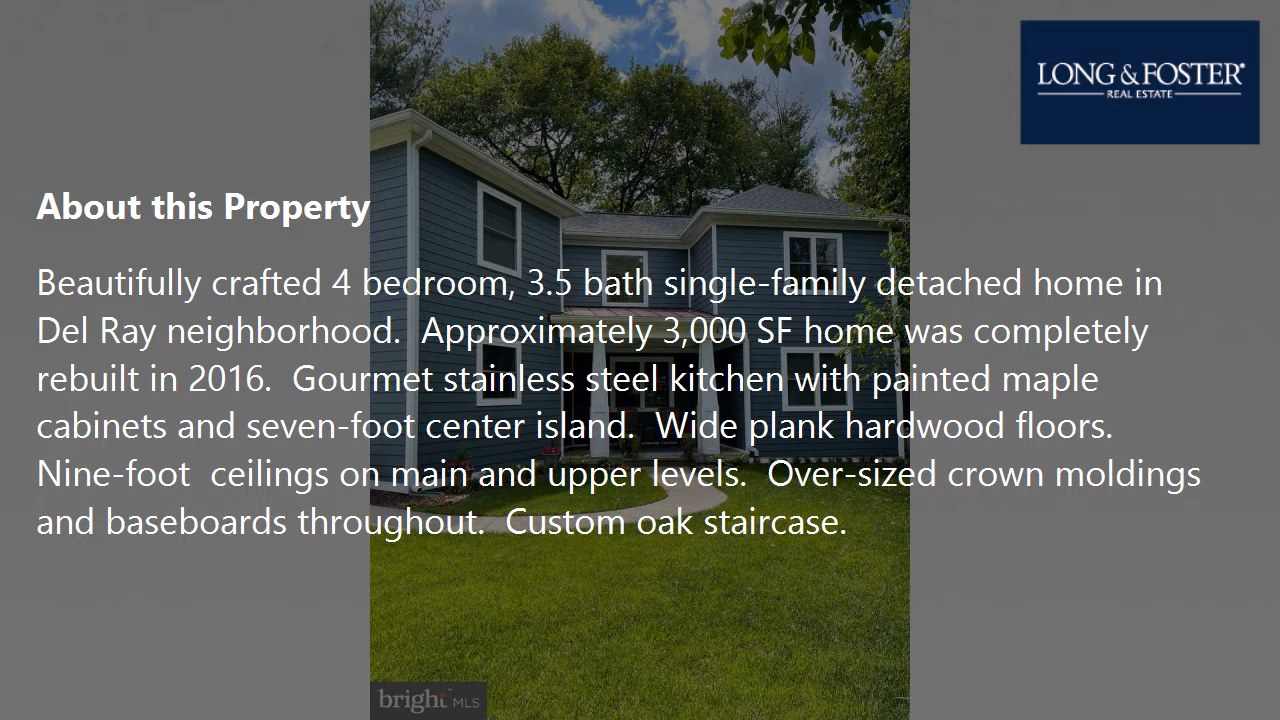 LONG & FOSTER®
REAL ESTATE
About this Property
Beautifully crafted 4 bedroom, 3.5 bath single-family detached home in
Del Ray neighborhood.  Approximately 3,000 SF home was completely
rebuilt in 2016.  Gourmet stainless steel kitchen with painted maple
cabinets and seven-foot center island.  Wide plank hardwood floors.
Nine-foot  ceilings on main and upper levels.  Over-sized crown moldings
and baseboards throughout.  Custom oak staircase.
bright MLS